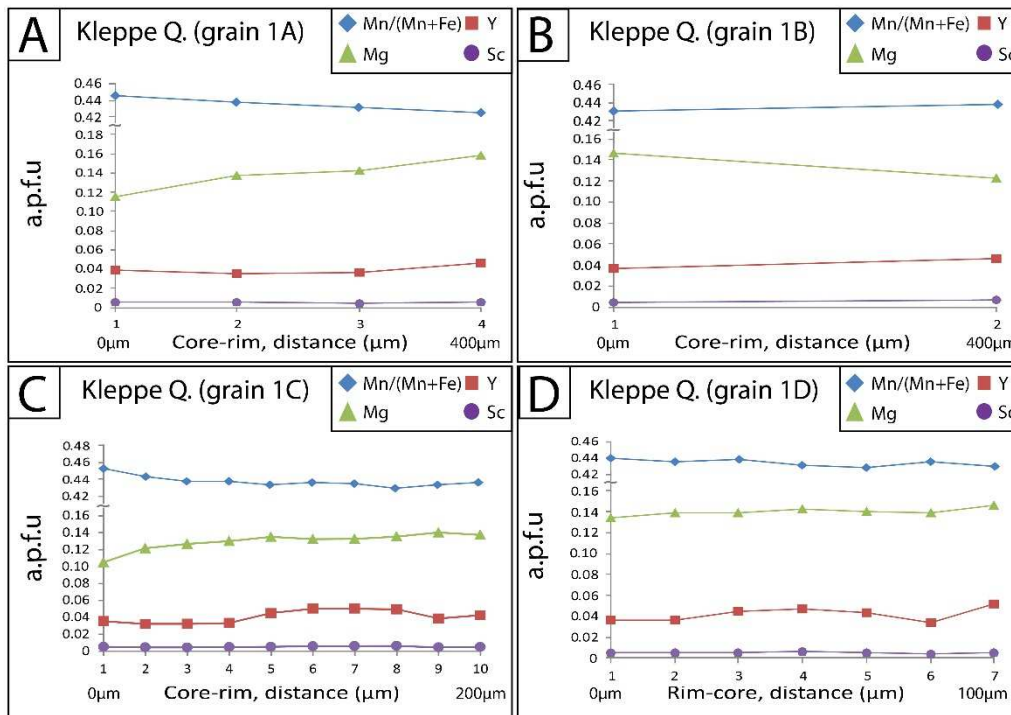 A Kleppe Q. (grain 1A)
Mn/(Mn+Fe) Y
Mg Sc
0.46
0.44
0.42
0.18
0.16
0.14
0.12
0.10
0.08
0.06
0.04
0.02
0
a.p.f.u
1 2 3 4
0μm Core-rim, distance (μm) 400μm
B Kleppe Q. (grain 1B)
Mn/(Mn+Fe) Y
Mg Sc
0.46
0.44
0.42
0.16
0.14
0.12
0.10
0.08
0.06
0.04
0.02
0
a.p.f.u
1 2
0μm Core-rim, distance (μm) 400μm
C Kleppe Q. (grain 1C)
Mn/(Mn+Fe) Y
Mg Sc
0.48
0.46
0.44
0.42
0.16
0.14
0.12
0.10
0.08
0.06
0.04
0.02
0
a.p.f.u
1 2 3 4 5 6 7 8 9 10
0μm Core-rim, distance (μm) 200μm
D Kleppe Q. (grain 1D)
Mn/(Mn+Fe) Y
Mg Sc
0.46
0.44
0.42
0.16
0.14
0.12
0.10
0.08
0.06
0.04
0.02
0
a.p.f.u
1 2 3 4 5 6 7
0μm Rim-core, distance (μm) 100μm